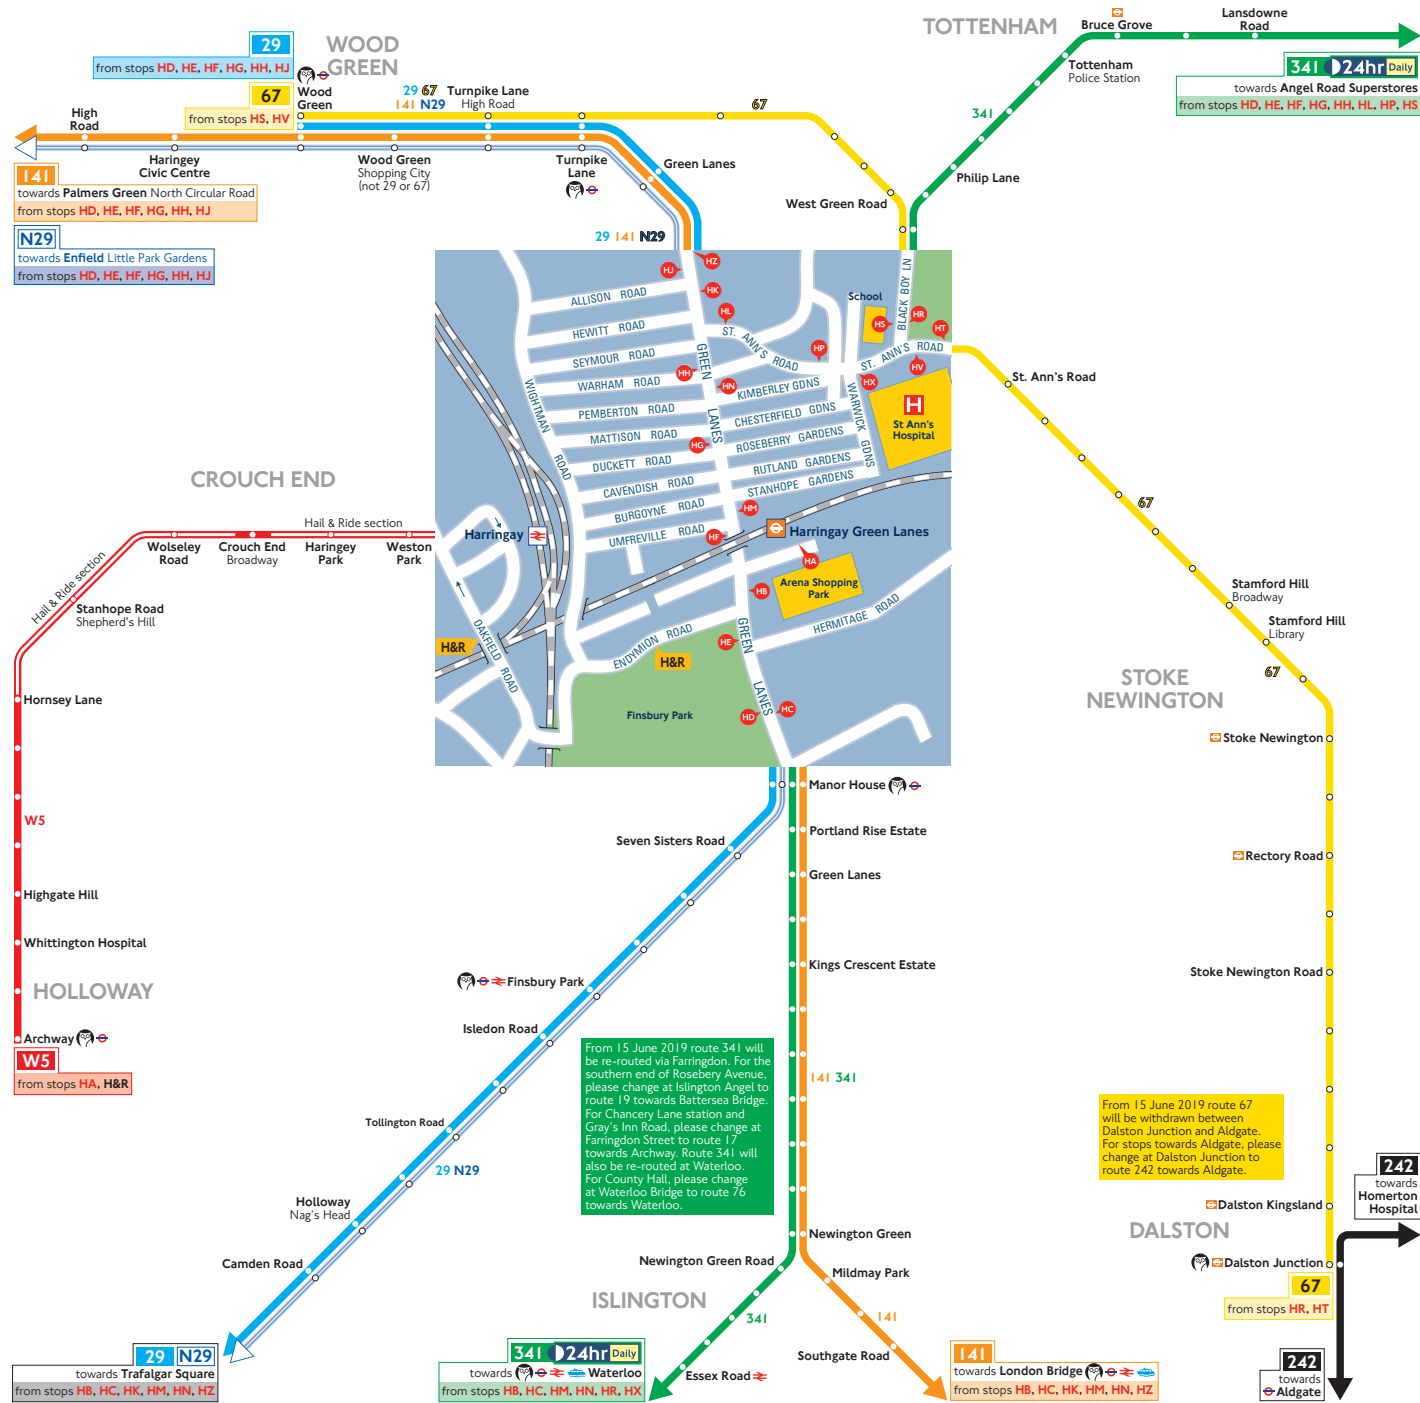 WOOD
GREEN
TOTTENHAM
29
from stops HD, HE, HF, HG, HH, HJ
67
from stops HS, HV
Wood
Green
29 67
141 N29
Turnpike Lane
High Road
67
Bruce Grove
Lansdowne
Road
Tottenham
Police Station
341 24hr Daily
towards Angel Road Superstores
from stops HD, HE, HF, HG, HH, HL, HP, HS
341
High
Road
Haringey
Civic Centre
Wood Green
Shopping City
(not 29 or 67)
Turnpike
Lane
Green Lanes
West Green Road
Philip Lane
141
towards Palmers Green North Circular Road
from stops HD, HE, HF, HG, HH, HJ
N29
towards Enfield Little Park Gardens
from stops HD, HE, HF, HG, HH, HJ
29 141 N29
HJ
HZ
HK
HL
HS
HR
HT
HP
HV
HX
HH
HN
HG
HM
HF
HA
HB
HE
HD
HC
ALLISON ROAD
HEWITT ROAD
SEYMOUR ROAD
WARHAM ROAD
PEMBERTON ROAD
MATTISON ROAD
DUCKETT ROAD
CAVENDISH ROAD
BURGOYNE ROAD
UMFREVILLE ROAD
WIGHTMAN ROAD
GREEN LANES
ST. ANN'S ROAD
ST. ANN'S ROAD
BLACK BOY LN
School
KIMBERLEY GDNS
CHESTERFIELD GDNS
ROSEBERRY GARDENS
RUTLAND GARDENS
STANHOPE GARDENS
WARWICK GDNS
H
St Ann's
Hospital
Harringay
Harringay Green Lanes
Arena Shopping
Park
HERMITAGE ROAD
ENDYMION ROAD
OAKFIELD ROAD
GREEN LANES
H&R
H&R
Finsbury Park
St. Ann's Road
67
Stamford Hill
Broadway
Stamford Hill
Library
67
STOKE
NEWINGTON
Stoke Newington
Rectory Road
Stoke Newington Road
CROUCH END
Hail & Ride section
Wolseley
Road
Crouch End
Broadway
Haringey
Park
Weston
Park
Hail & Ride section
Stanhope Road
Shepherd's Hill
Hornsey Lane
W5
Highgate Hill
Whittington Hospital
HOLLOWAY
Archway
W5
from stops HA, H&R
Manor House
Portland Rise Estate
Green Lanes
Kings Crescent Estate
Seven Sisters Road
Finsbury Park
Isledon Road
Tollington Road
29 N29
Holloway
Nag's Head
Camden Road
29 N29
towards Trafalgar Square
from stops HB, HC, HK, HM, HN, HZ
From 15 June 2019 route 341 will
be re-routed via Farringdon. For the
southern end of Rosebery Avenue,
please change at Islington Angel to
route 19 towards Battersea Bridge.
For Chancery Lane station and
Gray's Inn Road, please change at
Farringdon Street to route 17
towards Archway. Route 341 will
also be re-routed at Waterloo.
For County Hall, please change
at Waterloo Bridge to route 76
towards Waterloo.
141 341
Newington Green
Newington Green Road
Mildmay Park
ISLINGTON
341
141
Southgate Road
Essex Road
341 24hr Daily
towards Waterloo
from stops HB, HC, HM, HN, HR, HX
141
towards London Bridge
from stops HB, HC, HK, HM, HN, HZ
From 15 June 2019 route 67
will be withdrawn between
Dalston Junction and Aldgate.
For stops towards Aldgate, please
change at Dalston Junction to
route 242 towards Aldgate.
242
towards
Homerton
Hospital
Dalston Kingsland
DALSTON
Dalston Junction
67
from stops HR, HT
242
towards
Aldgate